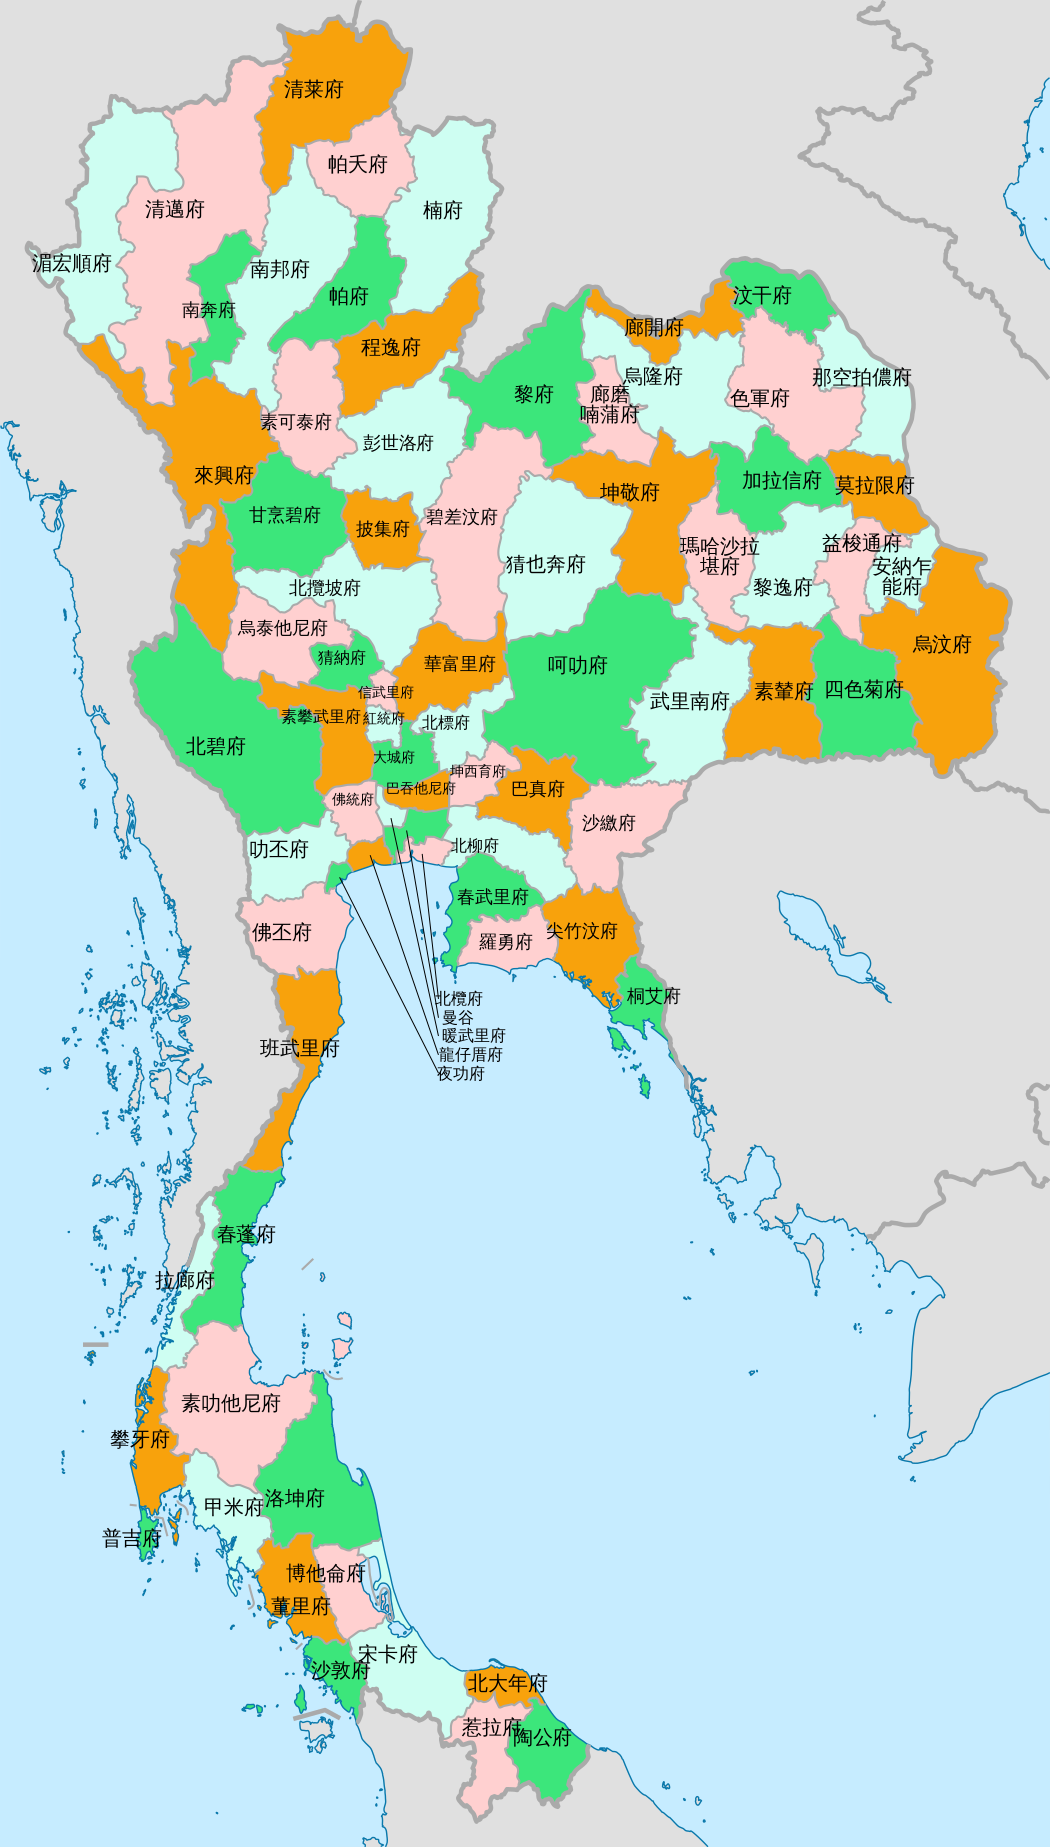 清莱府
帕夭府
清邁府
楠府
湄宏順府
南邦府
帕府
南奔府
汶干府
廊開府
程逸府
烏隆府
那空拍儂府
黎府
廊磨
喃蒲府
色軍府
素可泰府
彭世洛府
來興府
加拉信府
莫拉限府
坤敬府
甘烹碧府
碧差汶府
披集府
瑪哈沙拉
堪府
益梭通府
猜也奔府
安納乍
能府
北攬坡府
黎逸府
烏泰他尼府
烏汶府
猜納府
華富里府
呵叻府
信武里府
素輦府
四色菊府
武里南府
素攀武里府
紅統府
北標府
北碧府
大城府
坤西育府
巴吞他尼府
巴真府
佛統府
沙繳府
叻丕府
北柳府
春武里府
佛丕府
羅勇府
尖竹汶府
桐艾府
北欖府
曼谷
暖武里府
龍仔厝府
夜功府
班武里府
春蓬府
拉廊府
素叻他尼府
攀牙府
洛坤府
甲米府
普吉府
博他侖府
董里府
宋卡府
沙敦府
北大年府
惹拉府
陶公府